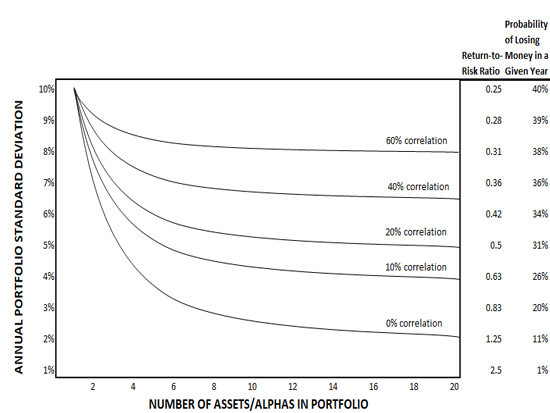 Probability
of Losing
Return-to- Money in a
Risk Ratio Given Year
10% 0.25 40%
9% 0.28 39%
60% correlation
8% 0.31 38%
40% correlation
7% 0.36 36%
6% 0.42 34%
20% correlation
5% 0.5 31%
10% correlation
4% 0.63 26%
3% 0.83 20%
0% correlation
2% 1.25 11%
1% 2.5 1%
ANNUAL PORTFOLIO STANDARD DEVIATION
2 4 6 8 10 12 14 16 18 20
NUMBER OF ASSETS/ALPHAS IN PORTFOLIO